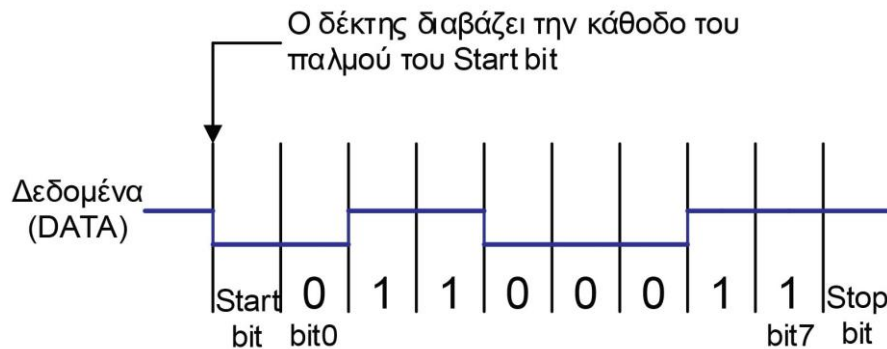 Ο δέκτης διαβάζει την κάθοδο του
παλμού του Start bit
Δεδομένα
(DATA)
Start 0 1 1 0 0 0 1 1 Stop
bit bit0 bit7 bit